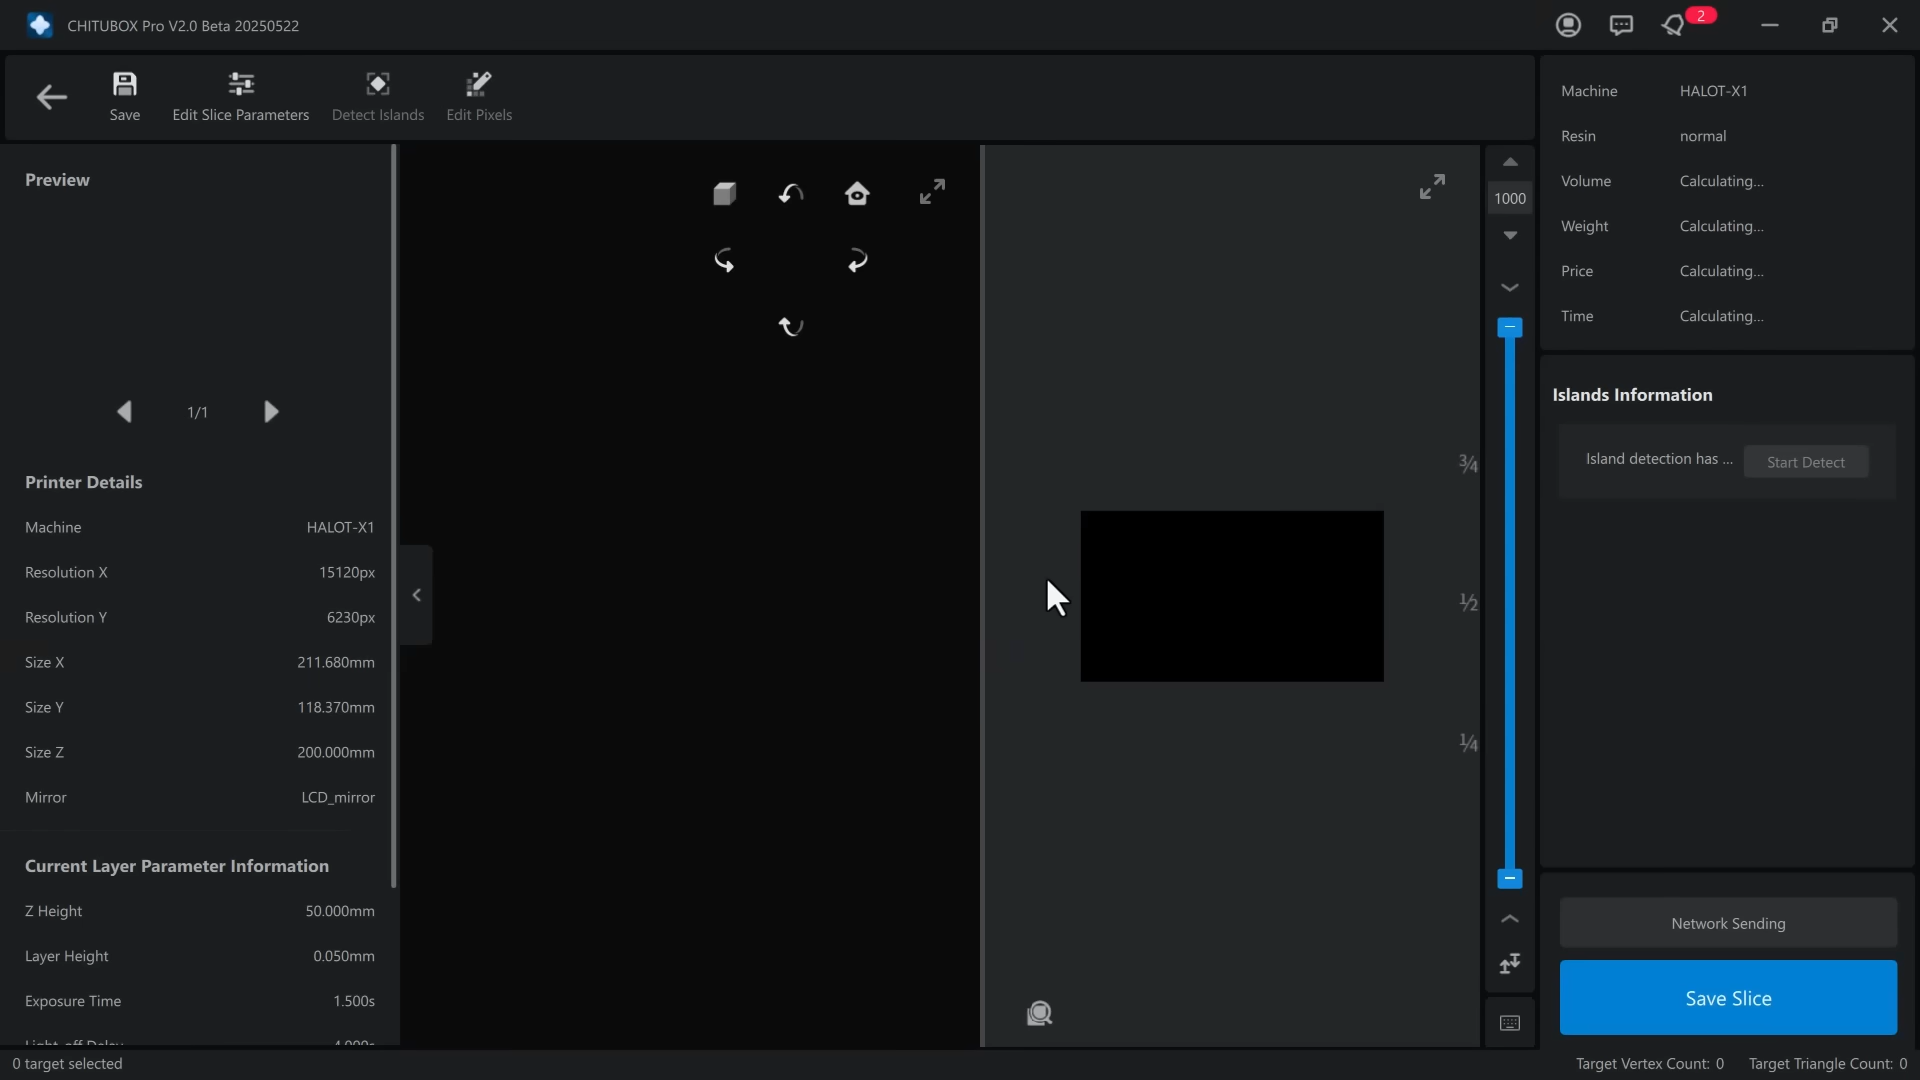 CHITUBOX Pro V2.0 Beta 20250522
2
Save
Edit Slice Parameters
Detect Islands
Edit Pixels
Preview
1/1
Printer Details
Machine HALOT-X1
Resolution X 15120px
Resolution Y 6230px
Size X 211.680mm
Size Y 118.370mm
Size Z 200.000mm
Mirror LCD_mirror
Current Layer Parameter Information
Z Height 50.000mm
Layer Height 0.050mm
Exposure Time 1.500s
Light-off Delay 4.000s
1000
¾
½
¼
Machine HALOT-X1
Resin normal
Volume Calculating...
Weight Calculating...
Price Calculating...
Time Calculating...
Islands Information
Island detection has ... Start Detect
Network Sending
Save Slice
0 target selected
Target Vertex Count: 0 Target Triangle Count: 0